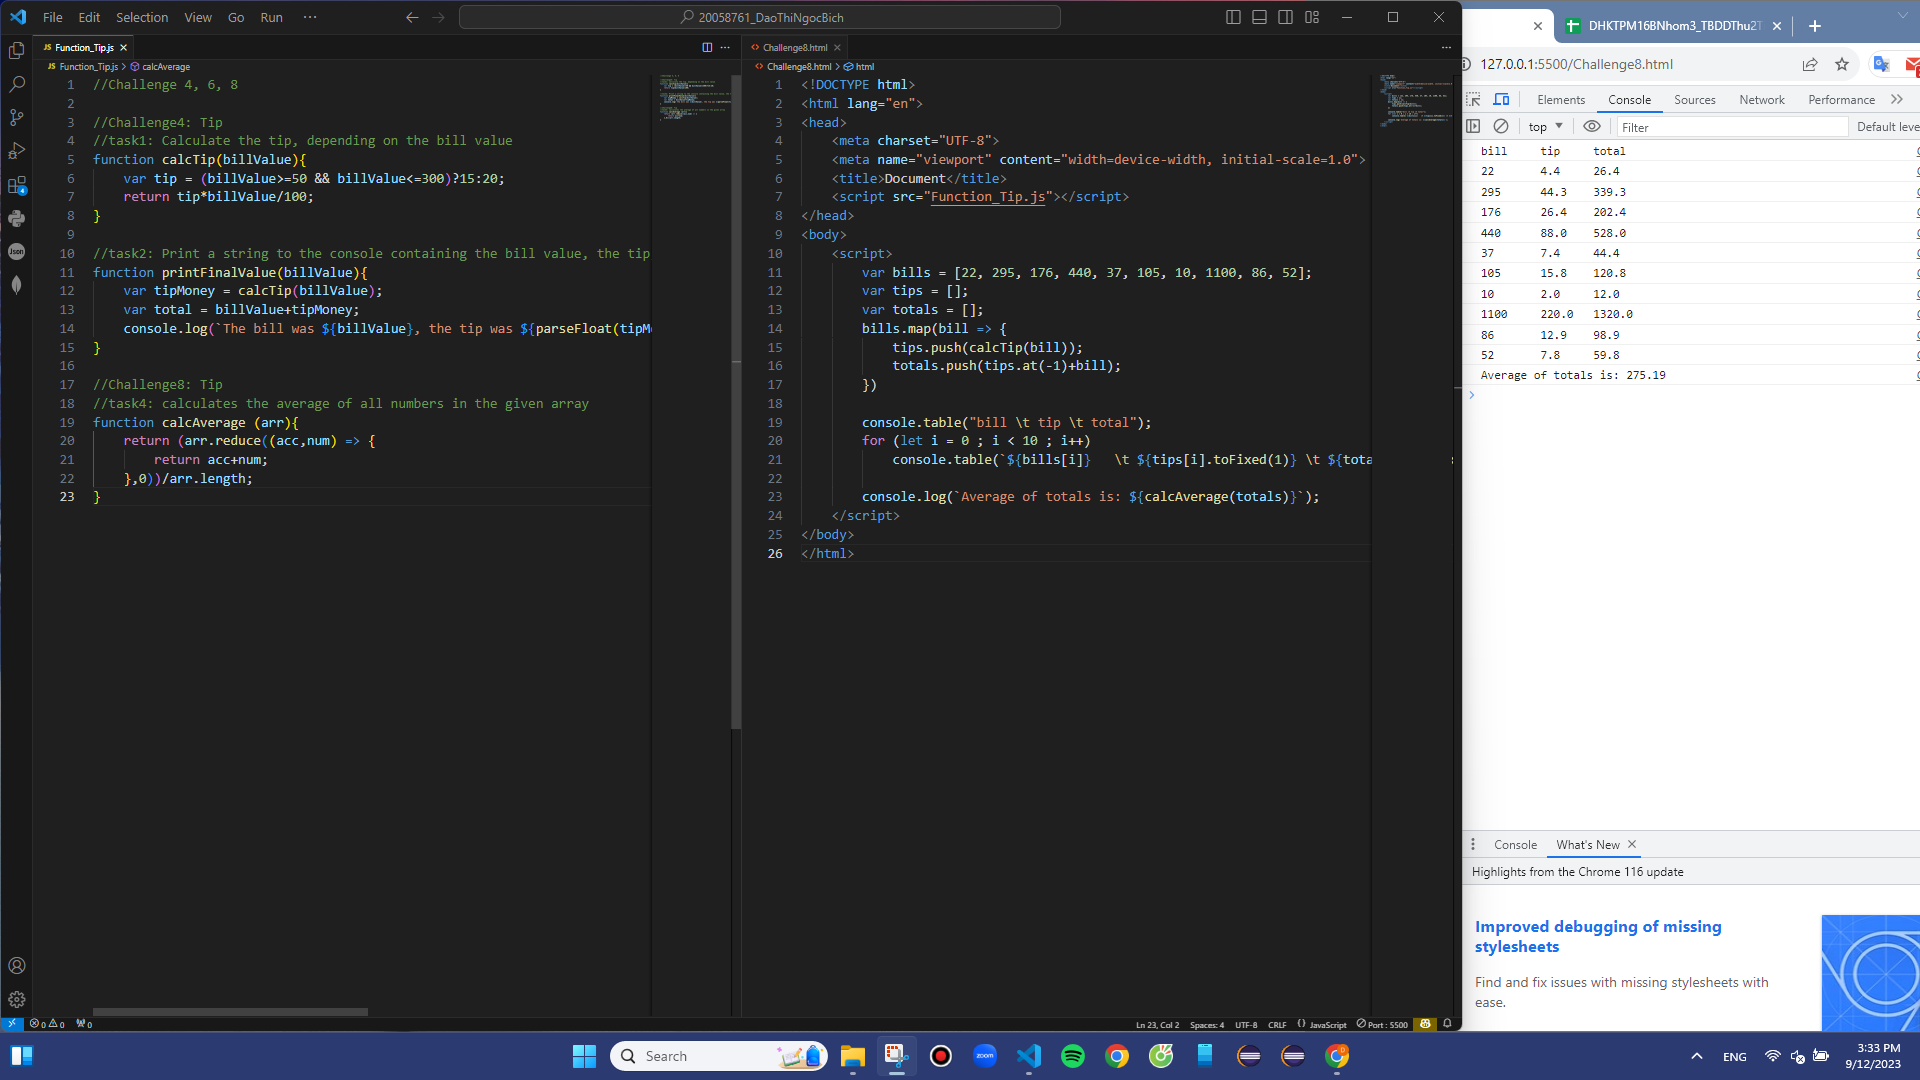 File Edit Selection View Go Run ···
20058761_DaoThiNgocBich
JS Function_Tip.js
JS Function_Tip.js > calcAverage
1 //Challenge 4, 6, 8
2
3 //Challenge4: Tip
4 //task1: Calculate the tip, depending on the bill value
5 function calcTip(billValue){
6 var tip = (billValue>=50 && billValue<=300)?15:20;
7 return tip*billValue/100;
8 }
9
10 //task2: Print a string to the console containing the bill value, the tip
11 function printFinalValue(billValue){
12 var tipMoney = calcTip(billValue);
13 var total = billValue+tipMoney;
14 console.log(`The bill was ${billValue}, the tip was ${parseFloat(tipM
15 }
16
17 //Challenge8: Tip
18 //task4: calculates the average of all numbers in the given array
19 function calcAverage (arr){
20 return (arr.reduce((acc,num) => {
21 return acc+num;
22 },0))/arr.length;
23 }
<> Challenge8.html
<> Challenge8.html > html
1 <!DOCTYPE html>
2 <html lang="en">
3 <head>
4 <meta charset="UTF-8">
5 <meta name="viewport" content="width=device-width, initial-scale=1.0">
6 <title>Document</title>
7 <script src="Function_Tip.js"></script>
8 </head>
9 <body>
10 <script>
11 var bills = [22, 295, 176, 440, 37, 105, 10, 1100, 86, 52];
12 var tips = [];
13 var totals = [];
14 bills.map(bill => {
15 tips.push(calcTip(bill));
16 totals.push(tips.at(-1)+bill);
17 })
18
19 console.table("bill \t tip \t total");
20 for (let i = 0 ; i < 10 ; i++)
21 console.table(`${bills[i]} \t ${tips[i].toFixed(1)} \t ${tota
22
23 console.log(`Average of totals is: ${calcAverage(totals)}`);
24 </script>
25 </body>
26 </html>
DHKTPM16BNhom3_TBDDThu2T
127.0.0.1:5500/Challenge8.html
Elements Console Sources Network Performance
top Filter Default leve
bill tip total
22 4.4 26.4
295 44.3 339.3
176 26.4 202.4
440 88.0 528.0
37 7.4 44.4
105 15.8 120.8
10 2.0 12.0
1100 220.0 1320.0
86 12.9 98.9
52 7.8 59.8
Average of totals is: 275.19
Console What's New
Highlights from the Chrome 116 update
Improved debugging of missing
stylesheets
Find and fix issues with missing stylesheets with
ease.
0 0 0
Ln 23, Col 2 Spaces: 4 UTF-8 CRLF {} JavaScript Port : 5500
Search
zoom
ENG
3:33 PM
9/12/2023